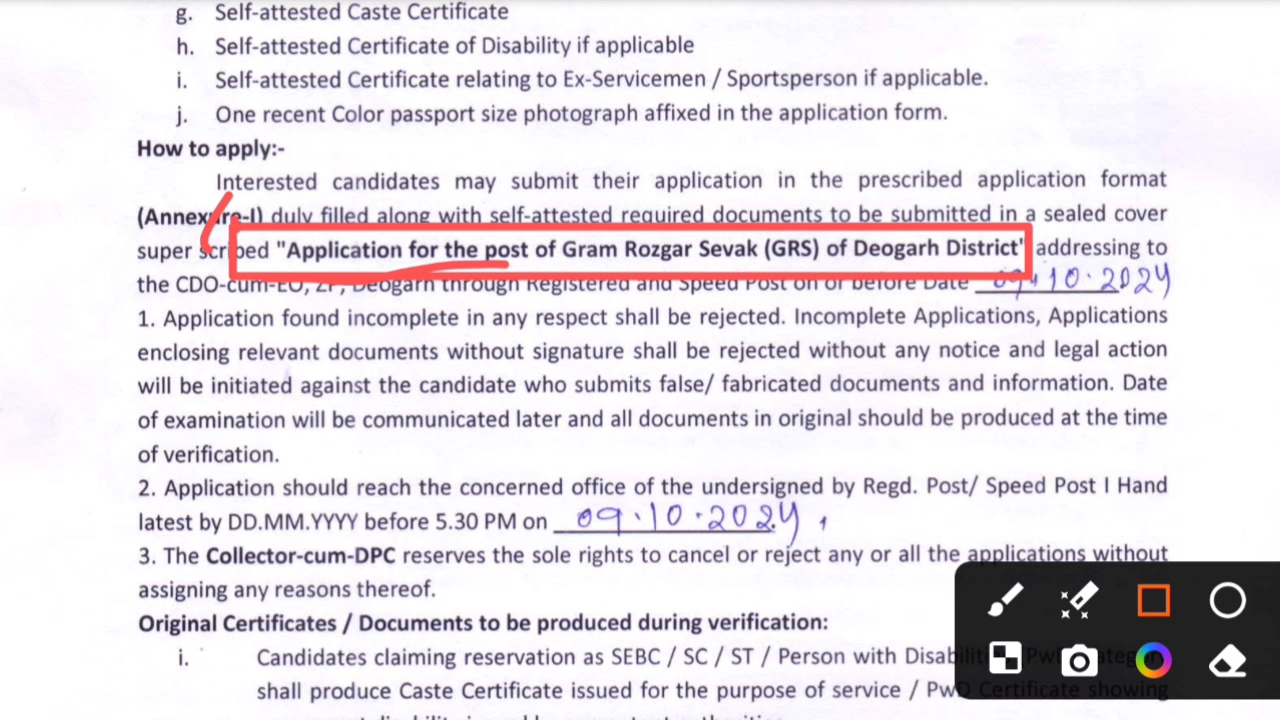 g. Self-attested Caste Certificate
h. Self-attested Certificate of Disability if applicable
i. Self-attested Certificate relating to Ex-Servicemen / Sportsperson if applicable.
j. One recent Color passport size photograph affixed in the application form.
How to apply:-
Interested candidates may submit their application in the prescribed application format
(Annexure-I) duly filled along with self-attested required documents to be submitted in a sealed cover
super scribed "Application for the post of Gram Rozgar Sevak (GRS) of Deogarh District" addressing to
the CDO-cum-EO, ZP, Deogarh through Registered and Speed Post on or before Date 09.10.2024
1. Application found incomplete in any respect shall be rejected. Incomplete Applications, Applications
enclosing relevant documents without signature shall be rejected without any notice and legal action
will be initiated against the candidate who submits false/ fabricated documents and information. Date
of examination will be communicated later and all documents in original should be produced at the time
of verification.
2. Application should reach the concerned office of the undersigned by Regd. Post/ Speed Post I Hand
latest by DD.MM.YYYY before 5.30 PM on 09.10.2024,
3. The Collector-cum-DPC reserves the sole rights to cancel or reject any or all the applications without
assigning any reasons thereof.
Original Certificates / Documents to be produced during verification:
i. Candidates claiming reservation as SEBC / SC / ST / Person with Disability (PwD) category
shall produce Caste Certificate issued for the purpose of service / PwD Certificate showing